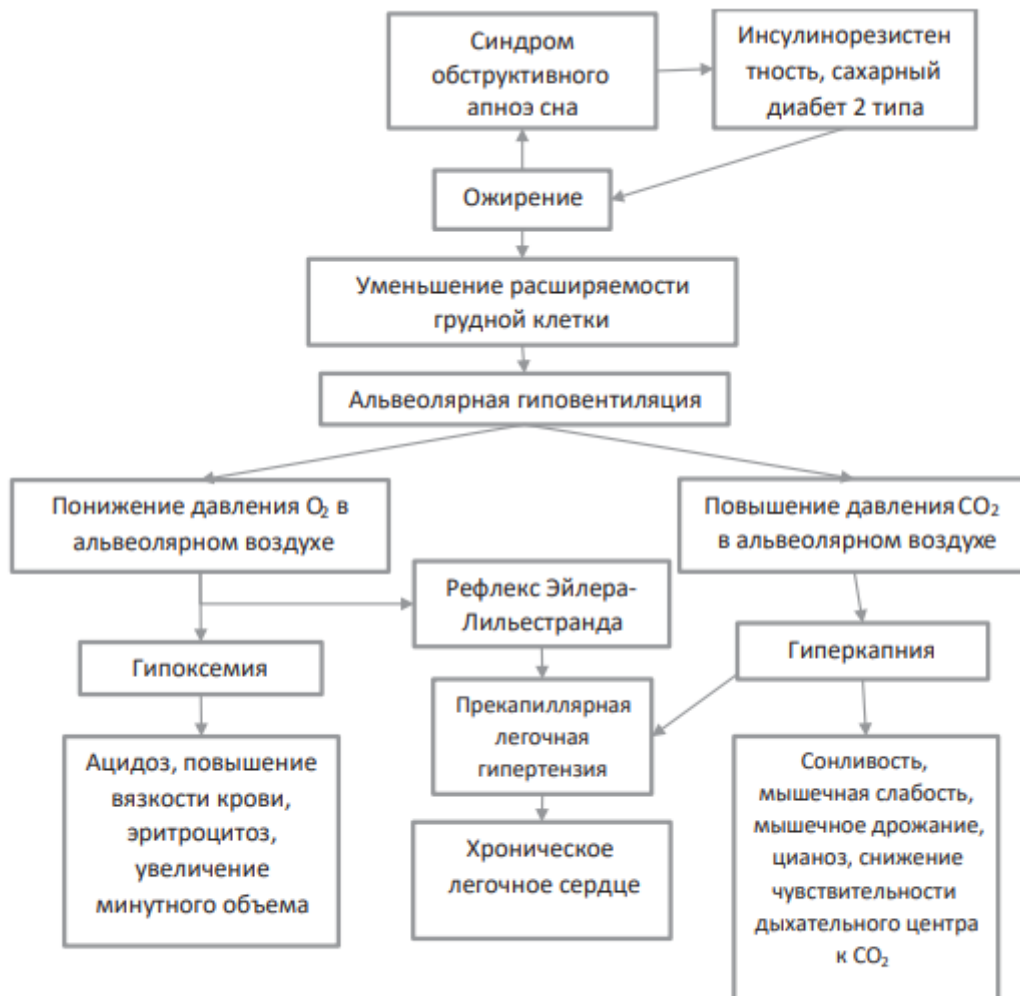 Синдром
обструктивного
апноэ сна
Инсулинорезистен
тность, сахарный
диабет 2 типа
Ожирение
Уменьшение расширяемости
грудной клетки
Альвеолярная гиповентиляция
Понижение давления O₂ в
альвеолярном воздухе
Повышение давления CO₂
в альвеолярном воздухе
Рефлекс Эйлера-
Лильестранда
Гипоксемия
Гиперкапния
Прекапиллярная
легочная
гипертензия
Ацидоз, повышение
вязкости крови,
эритроцитоз,
увеличение
минутного объема
Хроническое
легочное сердце
Сонливость,
мышечная слабость,
мышечное дрожание,
цианоз, снижение
чувствительности
дыхательного центра
к CO₂